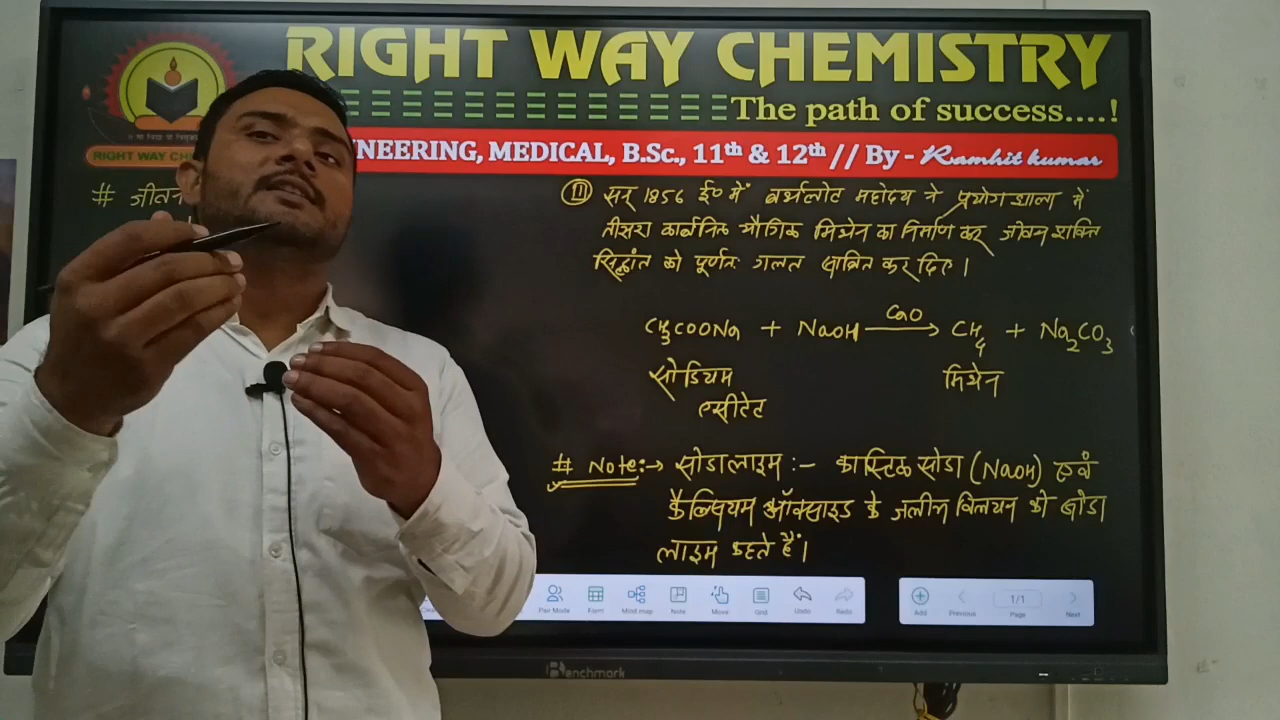 RIGHT WAY CHEMISTRY
The path of success....!
RIGHT WAY CHE
NEERING, MEDICAL, B.Sc., 11th & 12th // By - Ramhit kumar
# जीवन
II सन् 1856 ई० में बर्थलोट महोदय ने प्रयोगशाला में
तीसरा कार्बनिक यौगिक मिथेन का निर्माण कर जीवन शक्ति
सिद्धांत को पूर्णतः गलत साबित कर दिए।
CaO
CH3COONa + NaOH ⟶ CH4 + Na2CO3
सोडियम मिथेन
एसीटेट
# Note:→ सोडालाइम :- कास्टिक सोडा (NaOH) एवं
कैल्सियम ऑक्साइड के जलीय विलयन को सोडा
लाइम कहते हैं।
Pen Mode Form Mind map Note Move Grid Undo Redo Add Previous 1/1 Page Next
Benchmark